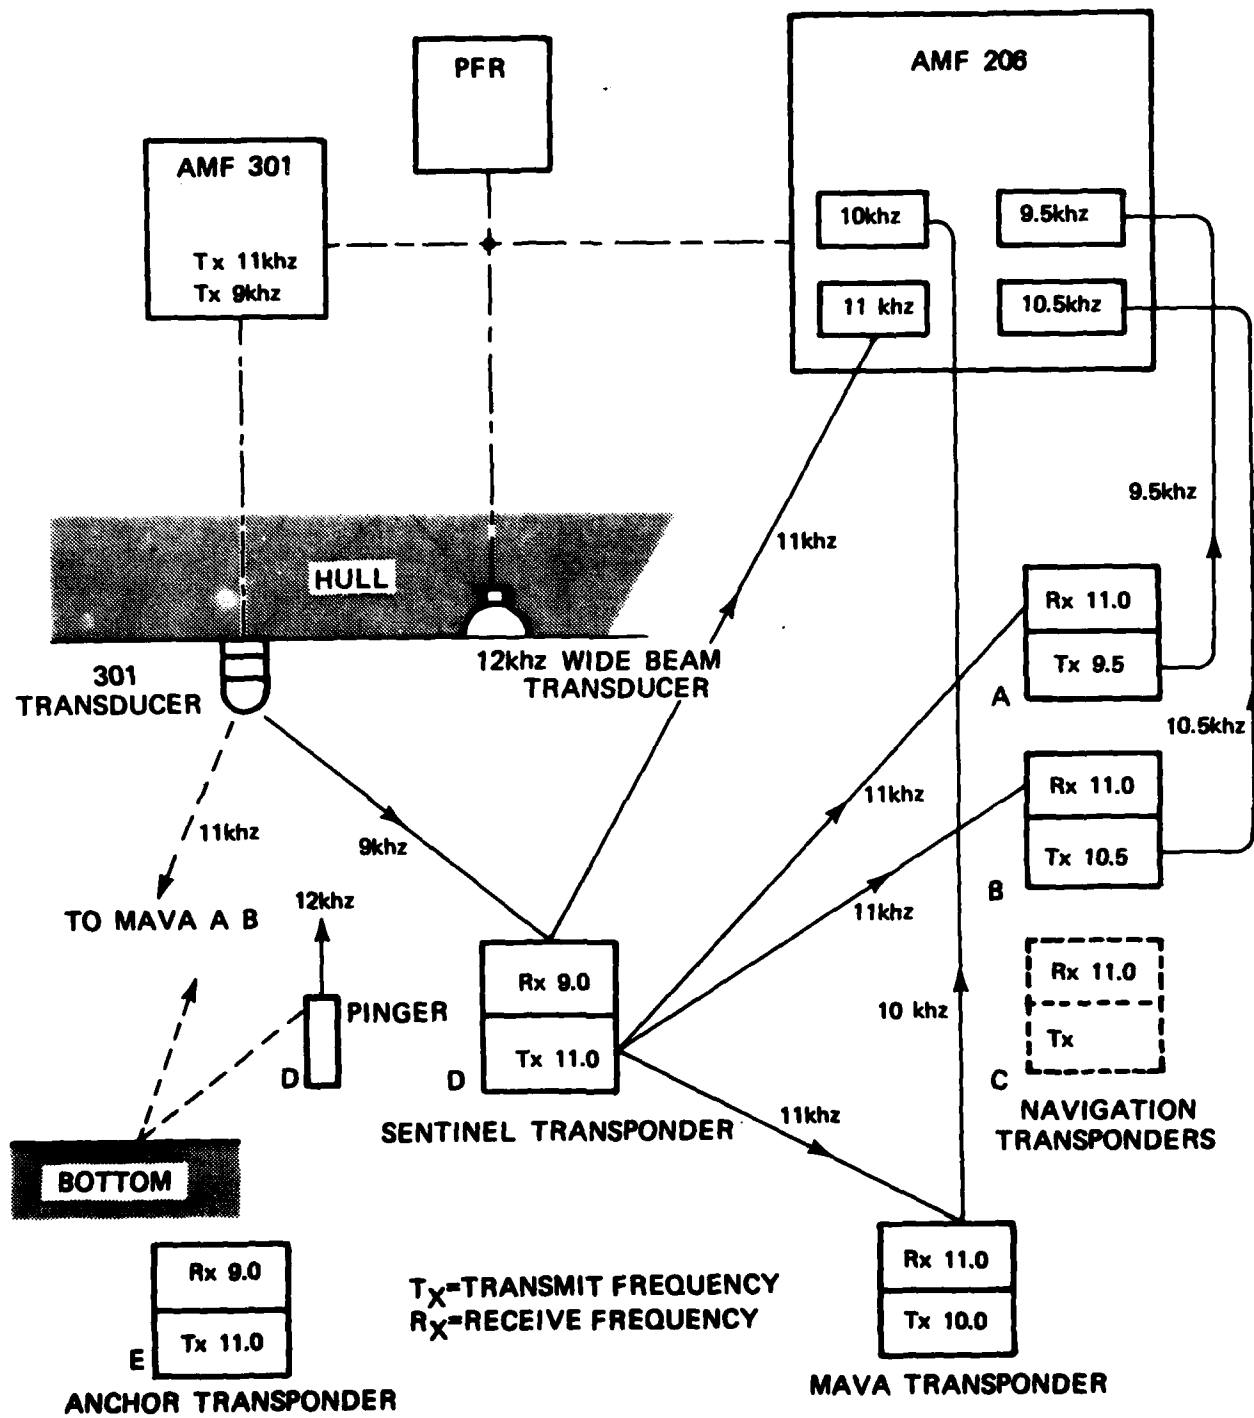 PFR
AMF 206
AMF 301
Tx 11khz
Tx 9khz
10khz
9.5khz
11 khz
10.5khz
9.5khz
11khz
HULL
Rx 11.0
Tx 9.5
A
12khz WIDE BEAM
TRANSDUCER
301
TRANSDUCER
10.5khz
Rx 11.0
Tx 10.5
B
11khz
11khz
9khz
11khz
TO MAVA A B
12khz
PINGER
D
Rx 9.0
Tx 11.0
D
SENTINEL TRANSPONDER
10 khz
Rx 11.0
Tx
C
NAVIGATION
TRANSPONDERS
11khz
BOTTOM
Rx 9.0
Tx 11.0
E
ANCHOR TRANSPONDER
TX=TRANSMIT FREQUENCY
RX=RECEIVE FREQUENCY
Rx 11.0
Tx 10.0
MAVA TRANSPONDER